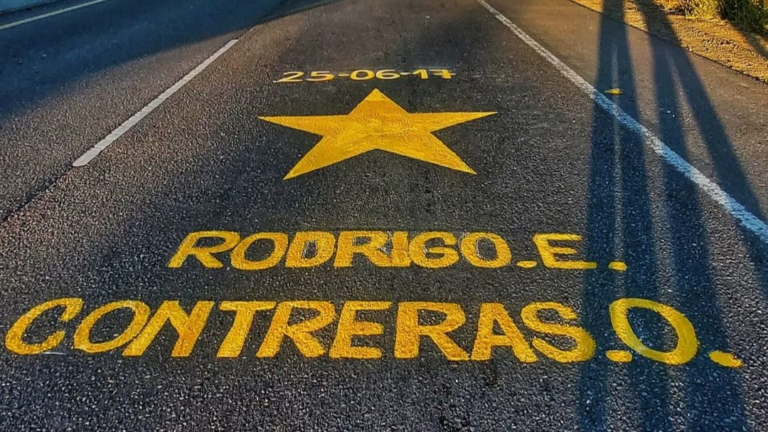 25-06-17
RODRIGO.E.
CONTRERAS.O.